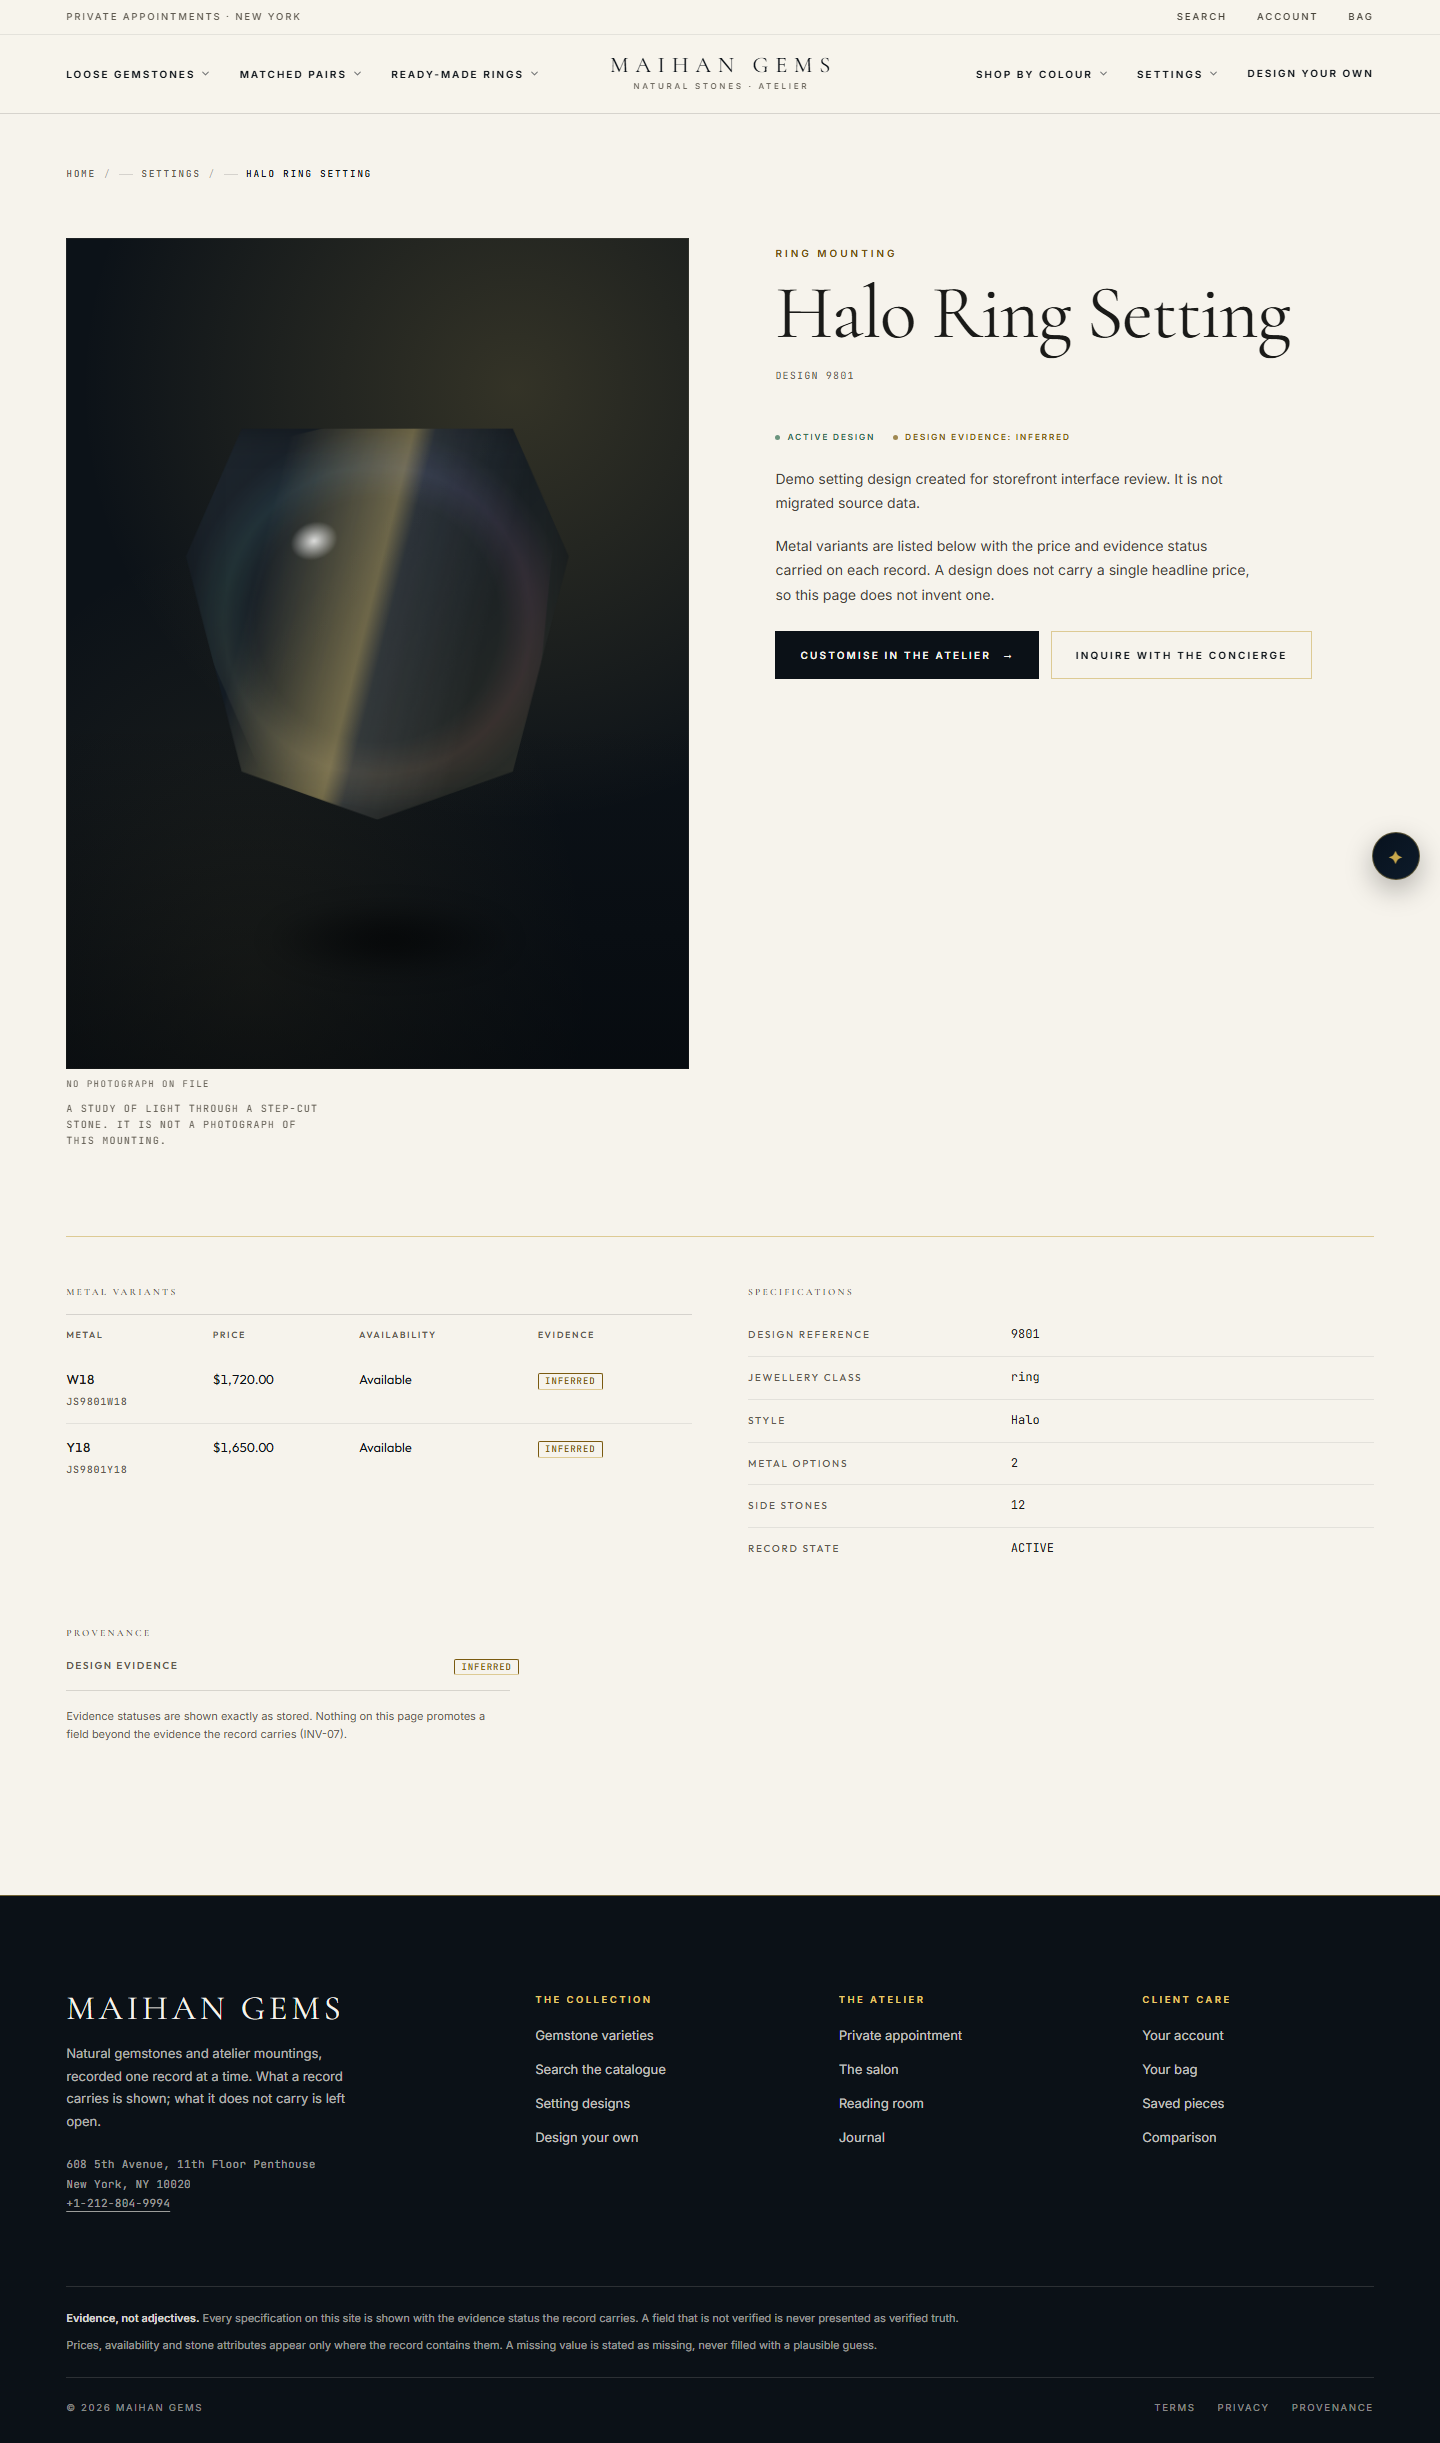 PRIVATE APPOINTMENTS · NEW YORK
SEARCH ACCOUNT BAG
LOOSE GEMSTONES MATCHED PAIRS READY-MADE RINGS
MAIHAN GEMS
NATURAL STONES · ATELIER
SHOP BY COLOUR SETTINGS DESIGN YOUR OWN
HOME / — SETTINGS / — HALO RING SETTING
RING MOUNTING
Halo Ring Setting
DESIGN 9801
ACTIVE DESIGN DESIGN EVIDENCE: INFERRED
Demo setting design created for storefront interface review. It is not
migrated source data.
Metal variants are listed below with the price and evidence status
carried on each record. A design does not carry a single headline price,
so this page does not invent one.
CUSTOMISE IN THE ATELIER →
INQUIRE WITH THE CONCIERGE
NO PHOTOGRAPH ON FILE
A STUDY OF LIGHT THROUGH A STEP-CUT
STONE. IT IS NOT A PHOTOGRAPH OF
THIS MOUNTING.
METAL VARIANTS
METAL PRICE AVAILABILITY EVIDENCE
W18 $1,720.00 Available INFERRED
JS9801W18
Y18 $1,650.00 Available INFERRED
JS9801Y18
SPECIFICATIONS
DESIGN REFERENCE 9801
JEWELLERY CLASS ring
STYLE Halo
METAL OPTIONS 2
SIDE STONES 12
RECORD STATE ACTIVE
PROVENANCE
DESIGN EVIDENCE INFERRED
Evidence statuses are shown exactly as stored. Nothing on this page promotes a
field beyond the evidence the record carries (INV-07).
MAIHAN GEMS
Natural gemstones and atelier mountings,
recorded one record at a time. What a record
carries is shown; what it does not carry is left
open.
608 5th Avenue, 11th Floor Penthouse
New York, NY 10020
+1-212-804-9994
THE COLLECTION
Gemstone varieties
Search the catalogue
Setting designs
Design your own
THE ATELIER
Private appointment
The salon
Reading room
Journal
CLIENT CARE
Your account
Your bag
Saved pieces
Comparison
Evidence, not adjectives. Every specification on this site is shown with the evidence status the record carries. A field that is not verified is never presented as verified truth.
Prices, availability and stone attributes appear only where the record contains them. A missing value is stated as missing, never filled with a plausible guess.
© 2026 MAIHAN GEMS
TERMS PRIVACY PROVENANCE